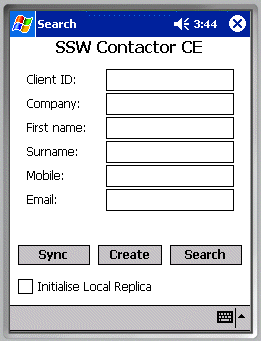 Search 3:44
SSW Contactor CE
Client ID:
Company:
First name:
Surname:
Mobile:
Email:
Sync Create Search
Initialise Local Replica